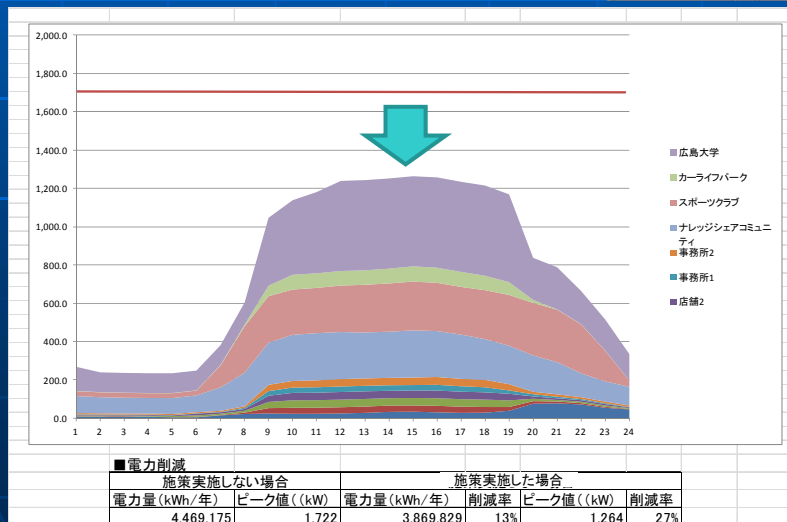 2,000.0
1,800.0
1,600.0
1,400.0
1,200.0
1,000.0
800.0
600.0
400.0
200.0
0.0
1 2 3 4 5 6 7 8 9 10 11 12 13 14 15 16 17 18 19 20 21 22 23 24
広島大学
カーライフパーク
スポーツクラブ
ナレッジシェアコミュニ
ティ
事務所2
事務所1
店舗2
■電力削減
施策実施しない場合 施策実施した場合
電力量(kWh/年) ピーク値((kW) 電力量(kWh/年) 削減率 ピーク値((kW) 削減率
4,469,175 1,722 3,869,829 13% 1,264 27%